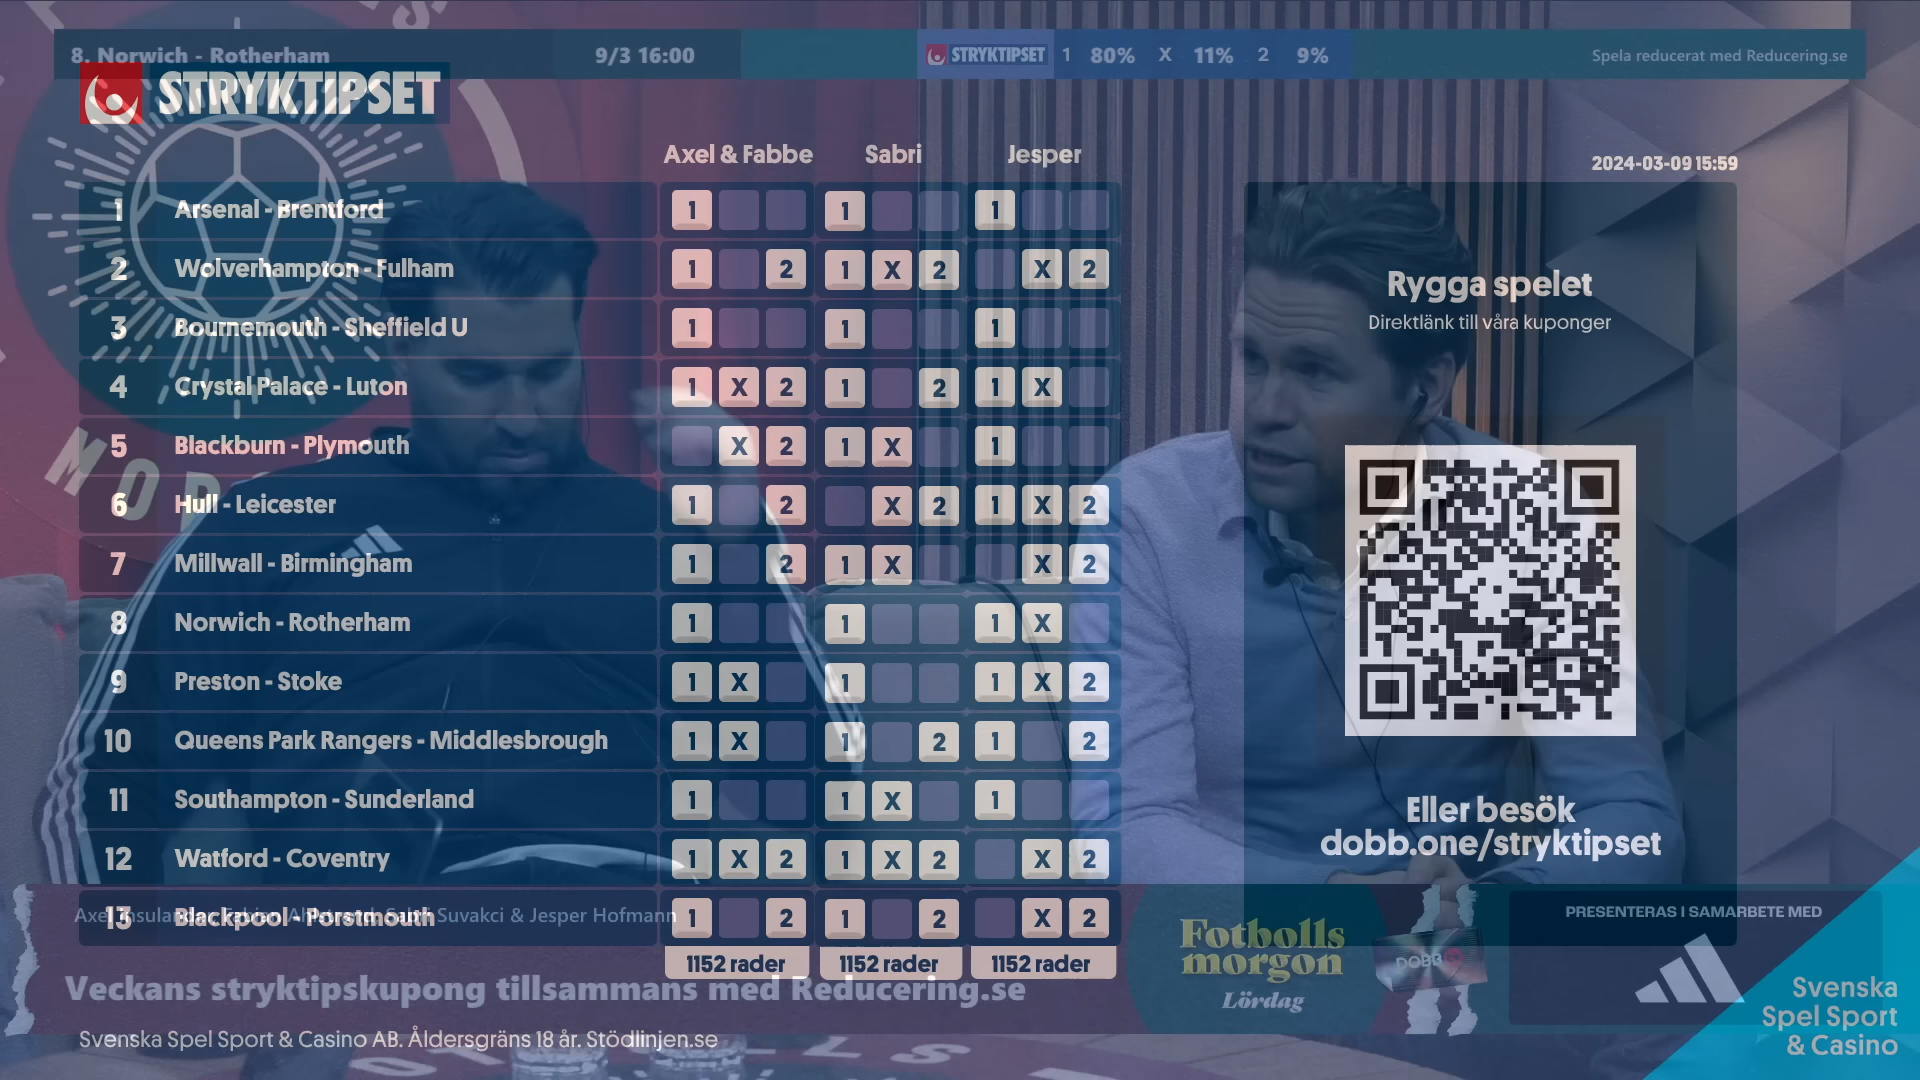 8. Norwich - Rotherham 9/3 16:00 STRYKTIPSET 1 80% X 11% 2 9% Spela reducerat med Reducering.se
STRYKTIPSET
Axel & Fabbe Sabri Jesper
2024-03-09 15:59
1 Arsenal - Brentford 1 1 1
2 Wolverhampton - Fulham 1 2 1 X 2 X 2
3 Bournemouth - Sheffield U 1 1 1
4 Crystal Palace - Luton 1 X 2 1 2 1 X
5 Blackburn - Plymouth X 2 1 X 1
6 Hull - Leicester 1 2 X 2 1 X 2
7 Millwall - Birmingham 1 2 1 X X 2
8 Norwich - Rotherham 1 1 1 X
9 Preston - Stoke 1 X 1 1 X 2
10 Queens Park Rangers - Middlesbrough 1 X 1 2 1 2
11 Southampton - Sunderland 1 1 X 1
12 Watford - Coventry 1 X 2 1 X 2 X 2
13 Blackpool - Porstmouth 1 2 1 2 X 2
1152 rader 1152 rader 1152 rader
Rygga spelet
Direktlänk till våra kuponger
Eller besök
dobb.one/stryktipset
Suvakci & Jesper Hofmann
Veckans stryktipskupong tillsammans med Reducering.se
Svenska Spel Sport & Casino AB. Åldersgräns 18 år. Stödlinjen.se
Fotbolls
morgon
Lördag
DOBB
PRESENTERAS I SAMARBETE MED
Svenska
Spel Sport
& Casino